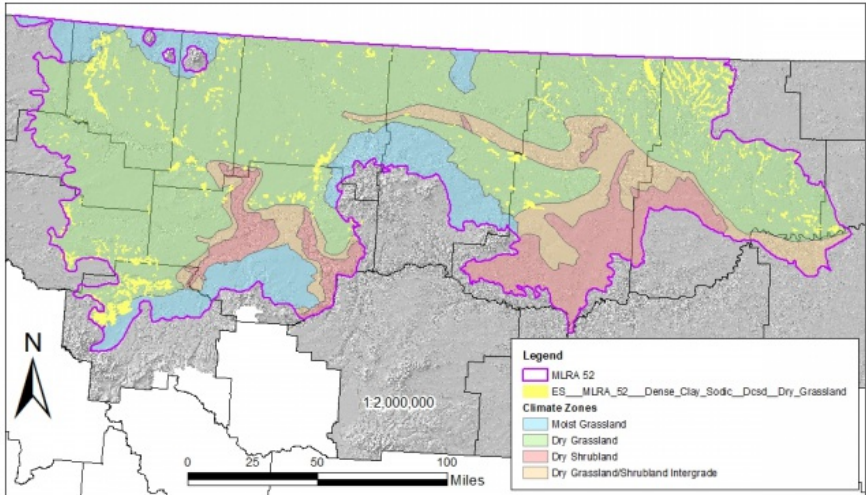 N
1:2,000,000
0 25 50 100
Miles
Legend
MLRA 52
ES___MLRA_52___Dense_Clay_Sodic__Dcsd__Dry_Grassland
Climate Zones
Moist Grassland
Dry Grassland
Dry Shrubland
Dry Grassland/Shrubland Intergrade